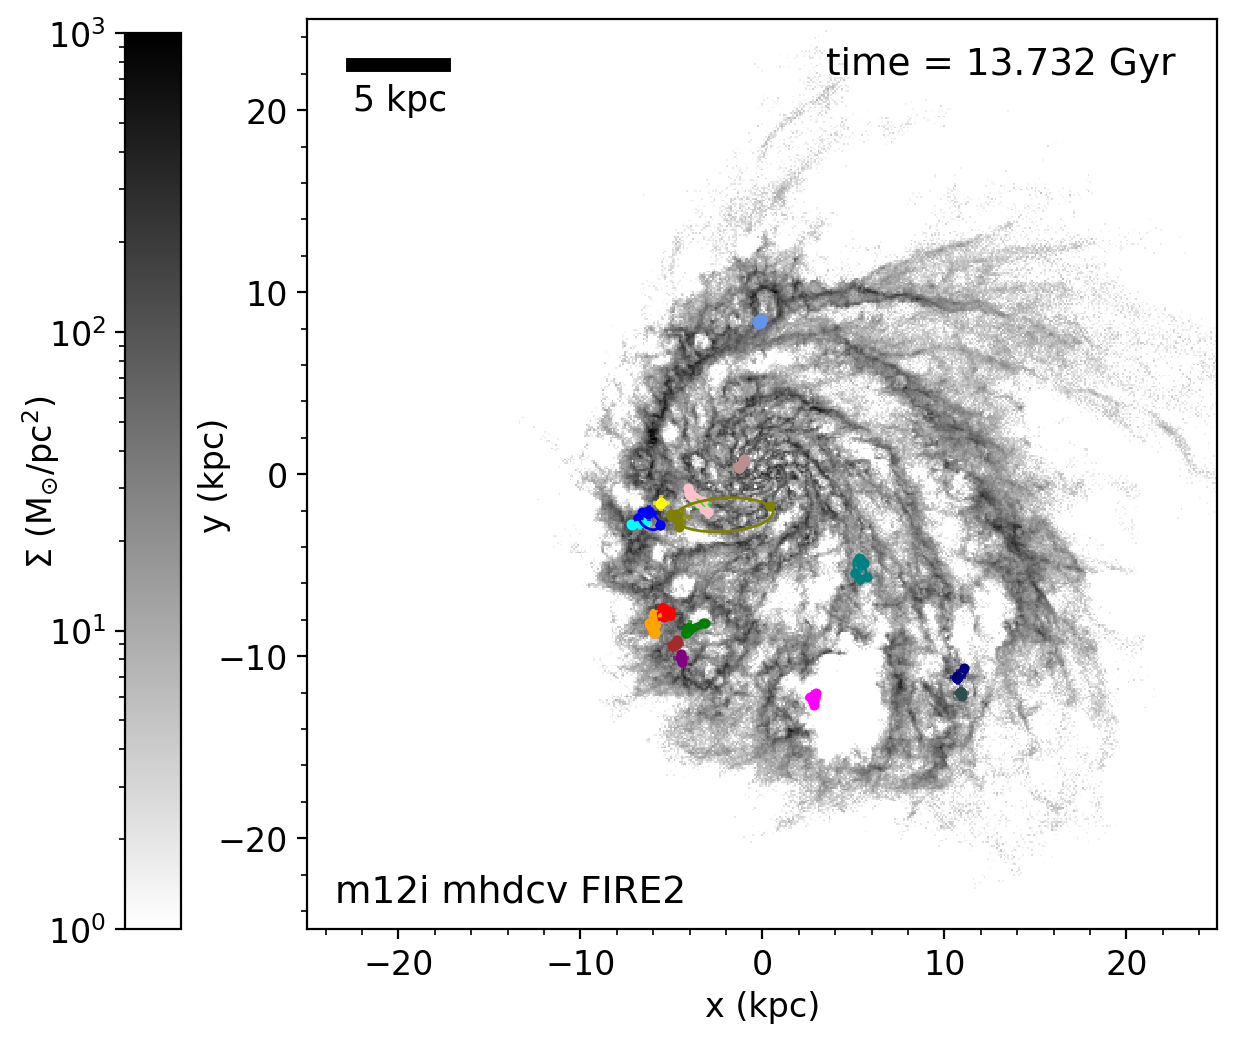 10³
10²
10¹
10⁰
Σ (M☉/pc²)
time = 13.732 Gyr
5 kpc
m12i mhdcv FIRE2
20
10
0
−10
−20
y (kpc)
−20 −10 0 10 20
x (kpc)